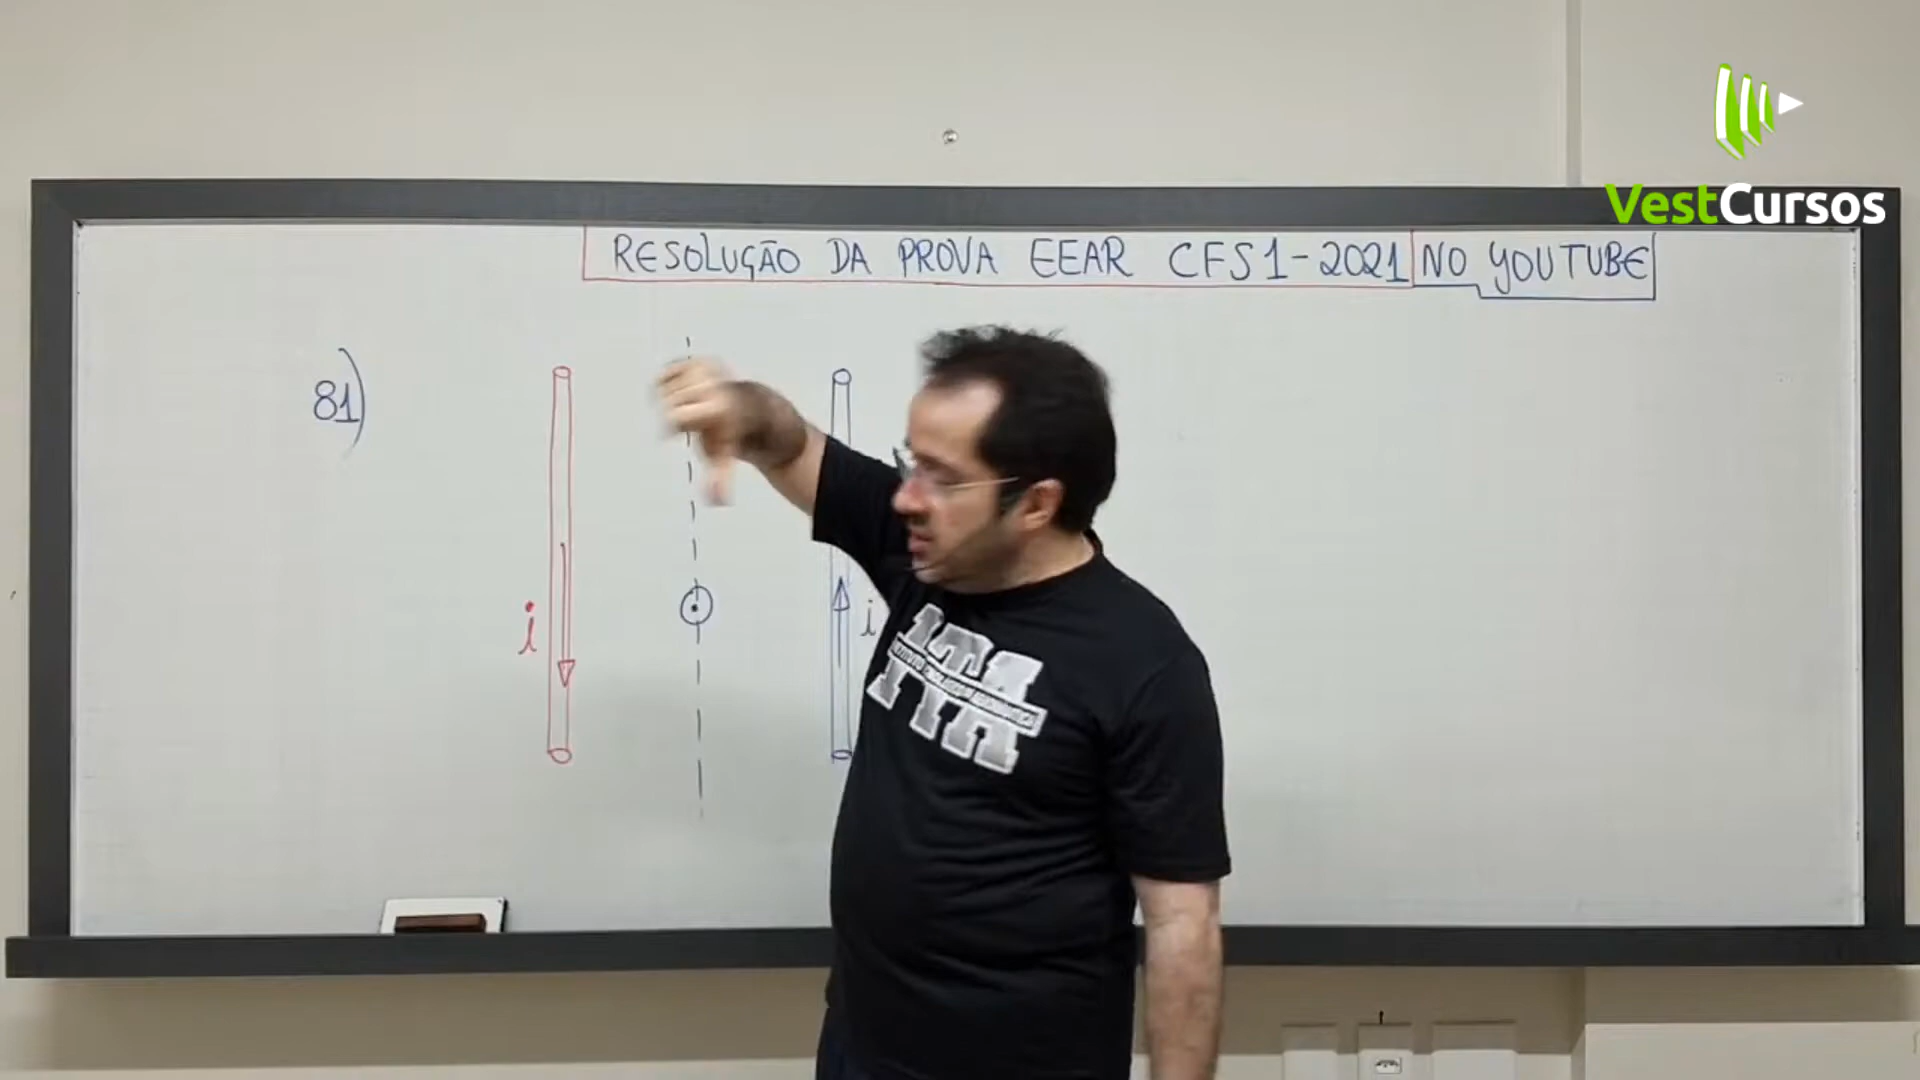 VestCursos
RESOLUÇÃO DA PROVA EEAR CFS1-2021 NO YOUTUBE
81)
i
i
ITA